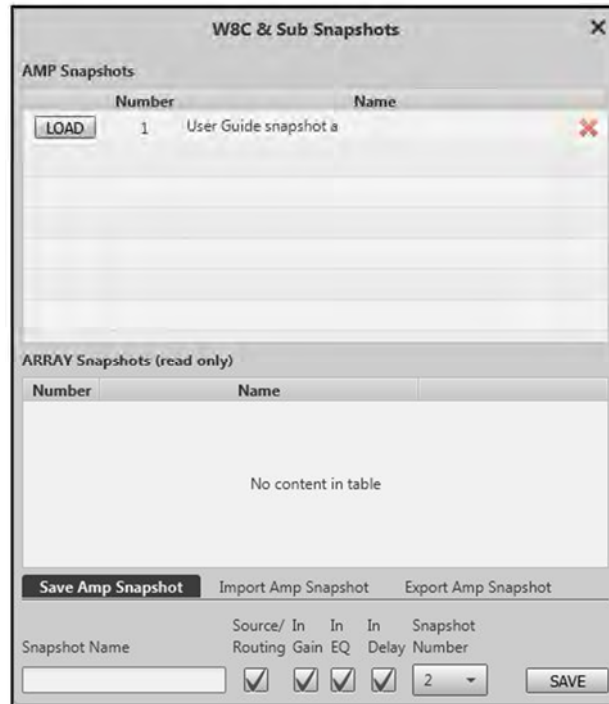 W8C & Sub Snapshots
AMP Snapshots
Number Name
LOAD 1 User Guide snapshot a
ARRAY Snapshots (read only)
Number Name
No content in table
Save Amp Snapshot Import Amp Snapshot Export Amp Snapshot
Source/ In In In Snapshot
Snapshot Name Routing Gain EQ Delay Number
2 SAVE